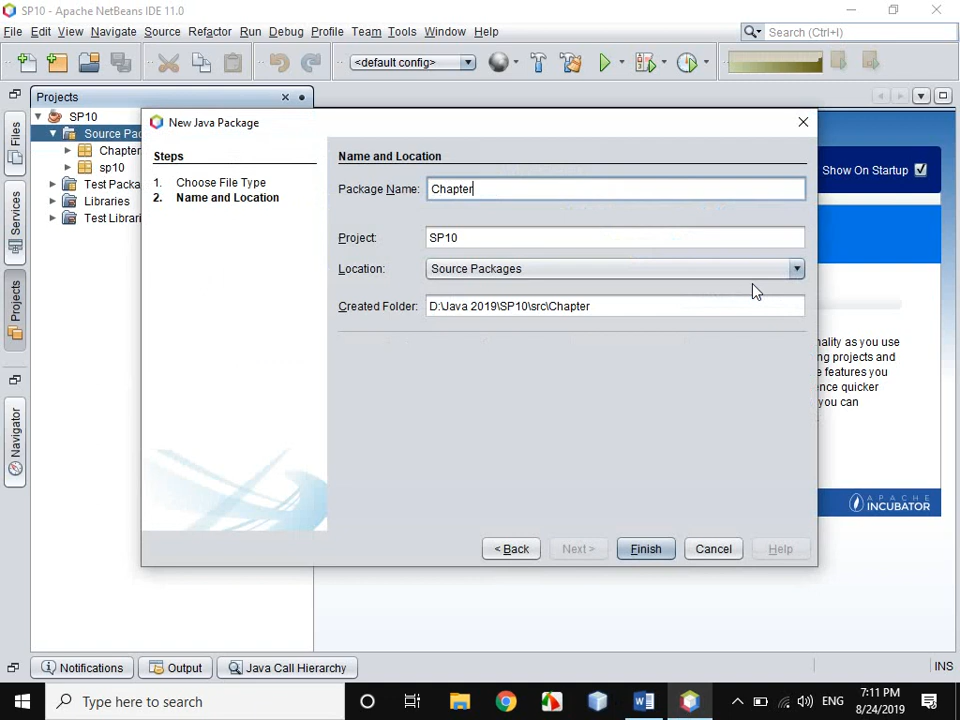 SP10 - Apache NetBeans IDE 11.0
File Edit View Navigate Source Refactor Run Debug Profile Team Tools Window Help
Search (Ctrl+I)
<default config>
Projects
Files
Services
Projects
Navigator
SP10
Source Pac
Chapter
sp10
Test Packa
Libraries
Test Librari
New Java Package
Steps
1. Choose File Type
2. Name and Location
Name and Location
Package Name: Chapter
Project: SP10
Location: Source Packages
Created Folder: D:\Java 2019\SP10\src\Chapter
< Back Next > Finish Cancel Help
Show On Startup
nality as you use
ng projects and
e features you
ence quicker
you can
APACHE
INCUBATOR
Notifications Output Java Call Hierarchy
INS
Type here to search
ENG
7:11 PM
8/24/2019